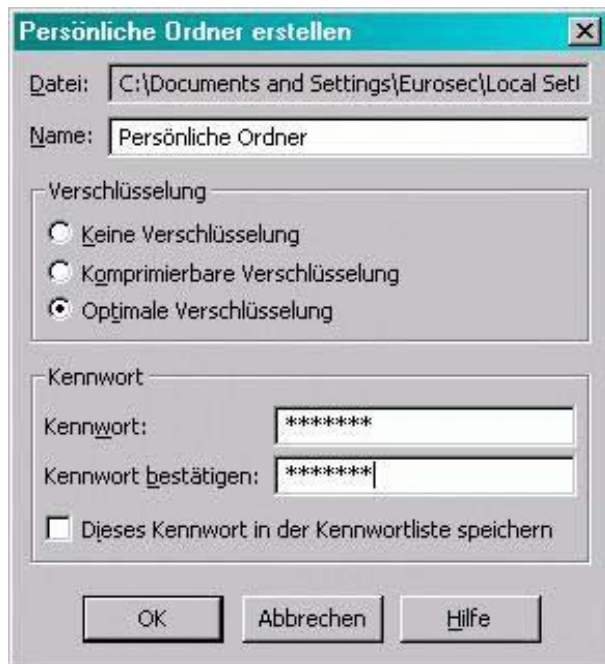 Persönliche Ordner erstellen
Datei: C:\Documents and Settings\Eurosec\Local Set
Name: Persönliche Ordner
Verschlüsselung
Keine Verschlüsselung
Komprimierbare Verschlüsselung
Optimale Verschlüsselung
Kennwort
Kennwort: *******
Kennwort bestätigen: *******
Dieses Kennwort in der Kennwortliste speichern
OK Abbrechen Hilfe